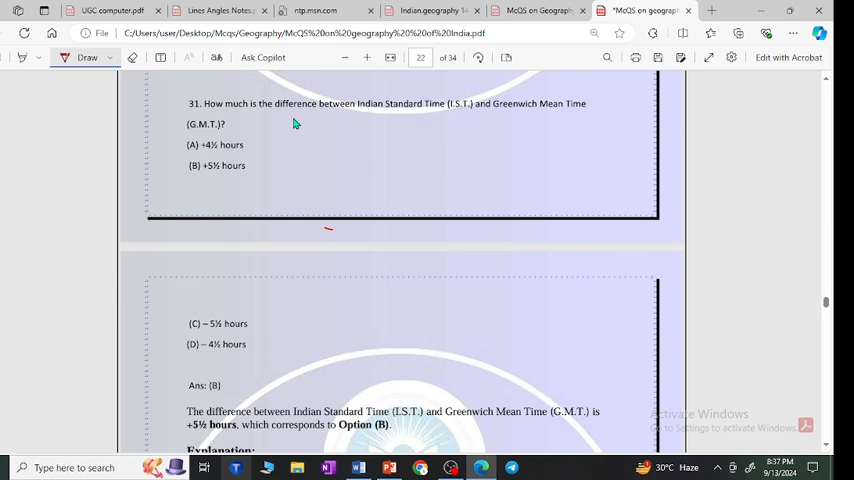 UGC computer.pdf
Lines Angles Notes.p
ntp.msn.com
Indian.geography 14
McQS on Geography
*McQS on geograph
File
C:/Users/user/Desktop/Mcqs/Geography/McQS%20on%20geography%20%20of%20India.pdf
Draw
Ask Copilot
22
of 34
Edit with Acrobat
31. How much is the difference between Indian Standard Time (I.S.T.) and Greenwich Mean Time
(G.M.T.)?
(A) +4½ hours
(B) +5½ hours
(C) – 5½ hours
(D) – 4½ hours
Ans: (B)
The difference between Indian Standard Time (I.S.T.) and Greenwich Mean Time (G.M.T.) is
+5½ hours, which corresponds to Option (B).
Explanation:
Activate Windows
Go to Settings to activate Windows.
Type here to search
30°C Haze
8:37 PM
9/13/2024